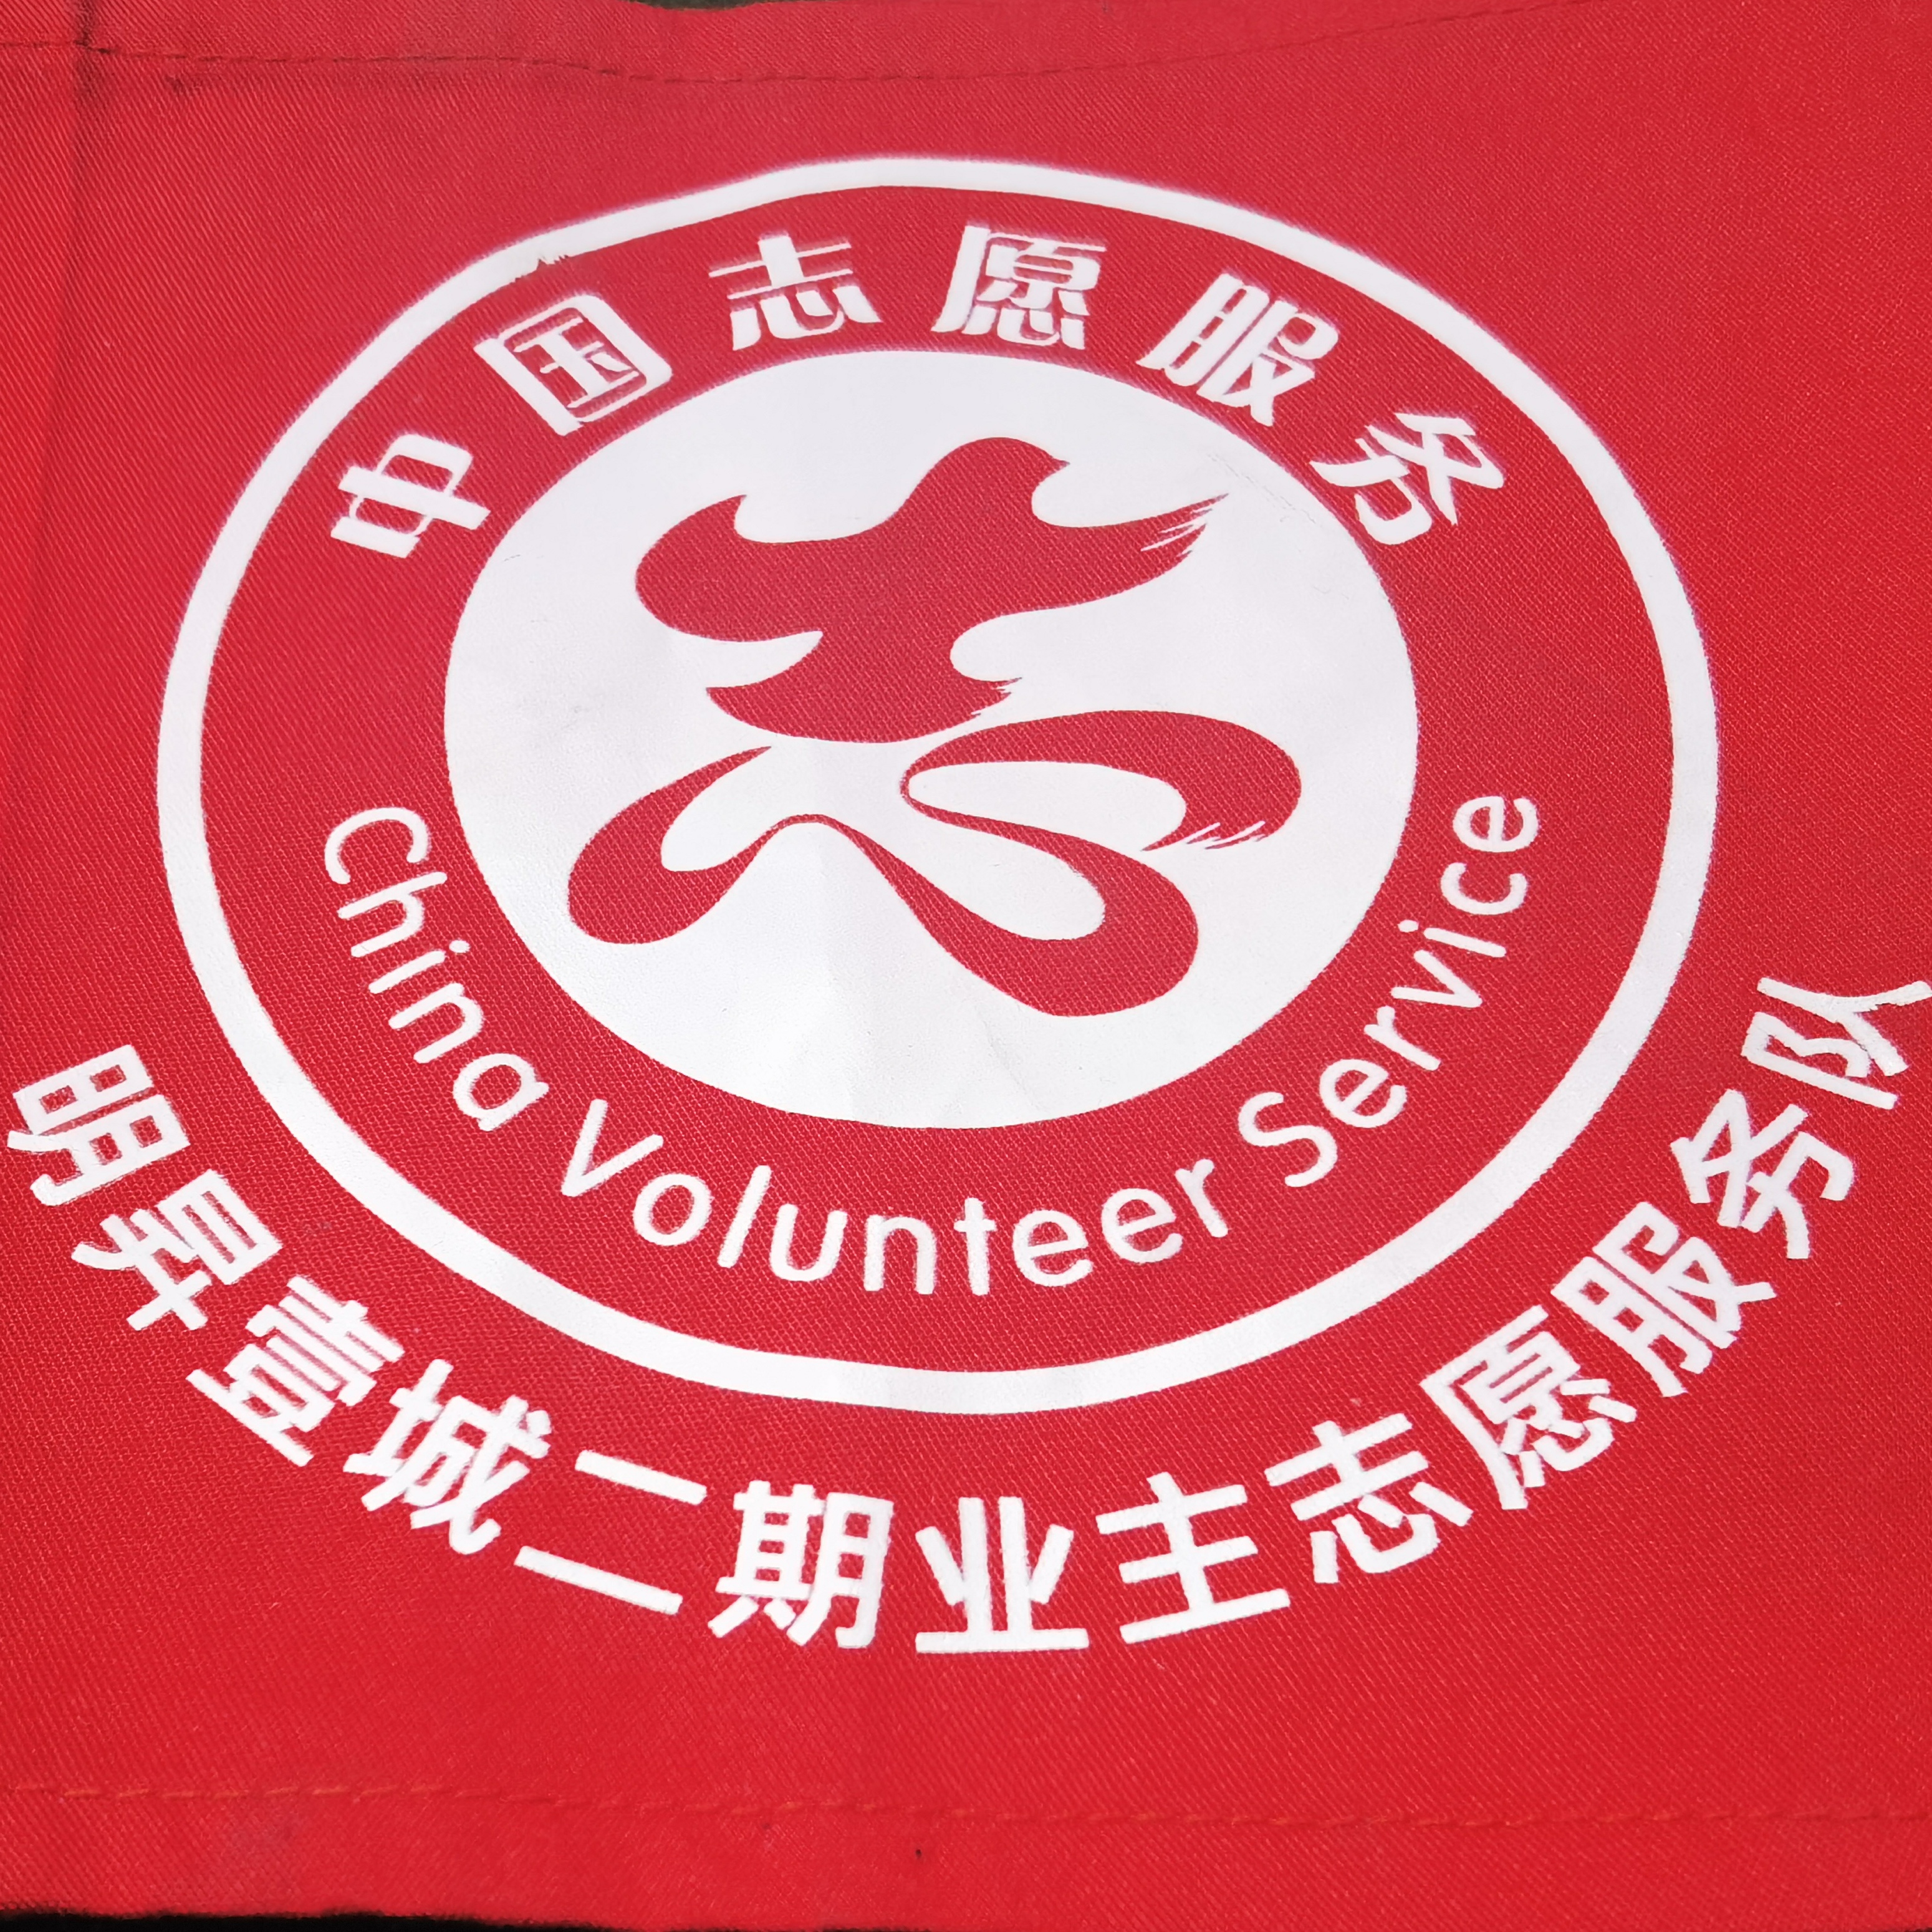 中国志愿服务
China Volunteer Service
明昇壹城二期业主志愿服务队